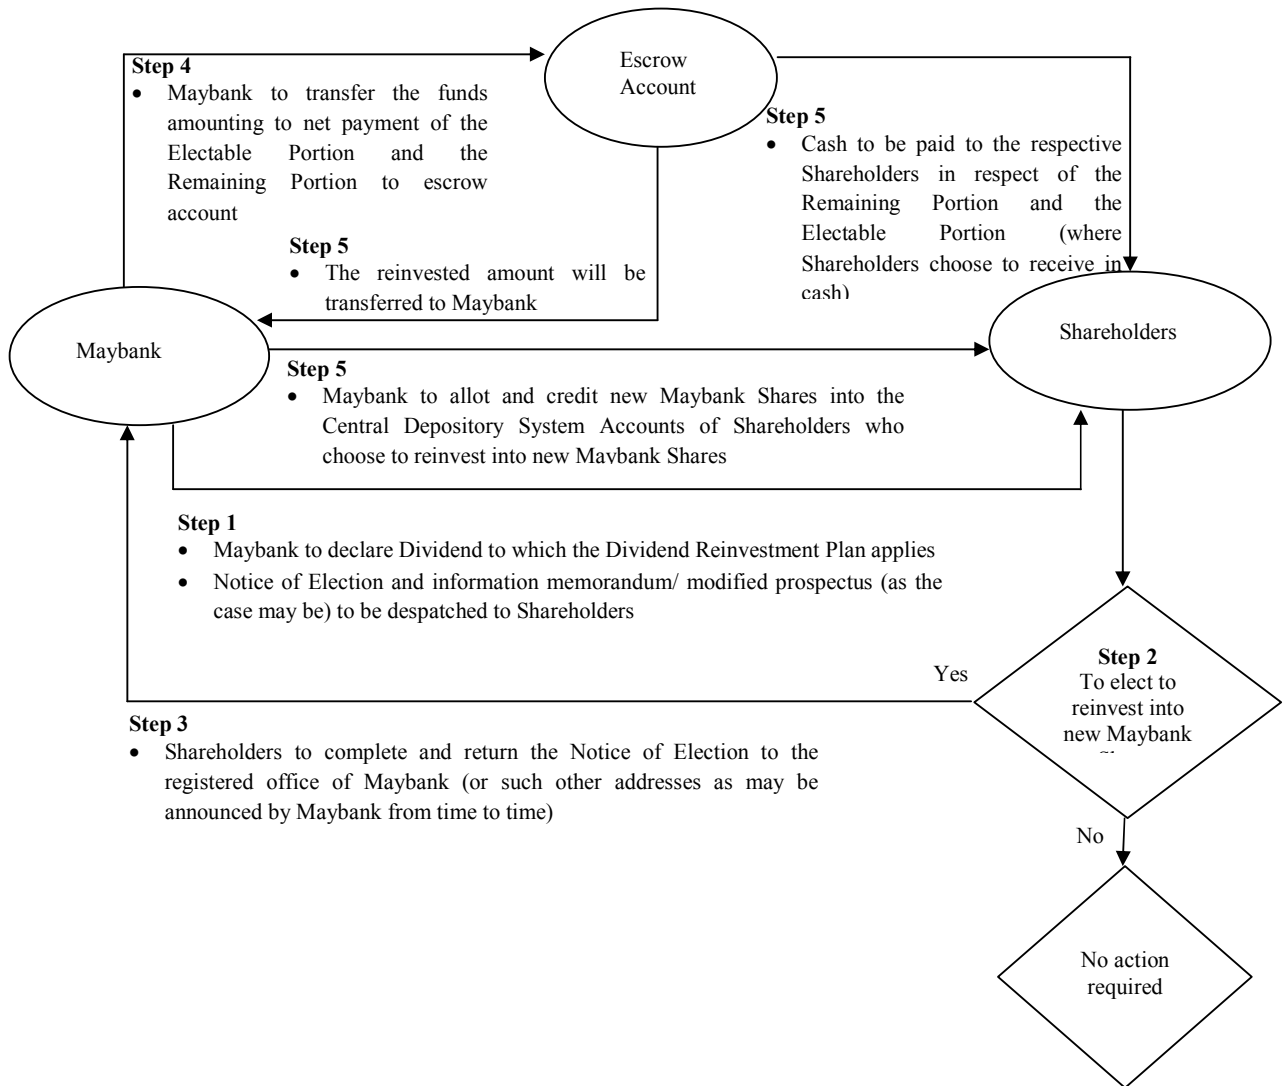 Escrow
Account
Step 4
• Maybank to transfer the funds
amounting to net payment of the
Electable Portion and the
Remaining Portion to escrow
account
Step 5
• Cash to be paid to the respective
Shareholders in respect of the
Remaining Portion and the
Electable Portion (where
Shareholders choose to receive in
cash)
Step 5
• The reinvested amount will be
transferred to Maybank
Maybank
Shareholders
Step 5
• Maybank to allot and credit new Maybank Shares into the
Central Depository System Accounts of Shareholders who
choose to reinvest into new Maybank Shares
Step 1
• Maybank to declare Dividend to which the Dividend Reinvestment Plan applies
• Notice of Election and information memorandum/ modified prospectus (as the
case may be) to be despatched to Shareholders
Step 2
To elect to
reinvest into
new Maybank
Yes
Step 3
• Shareholders to complete and return the Notice of Election to the
registered office of Maybank (or such other addresses as may be
announced by Maybank from time to time)
No
No action
required